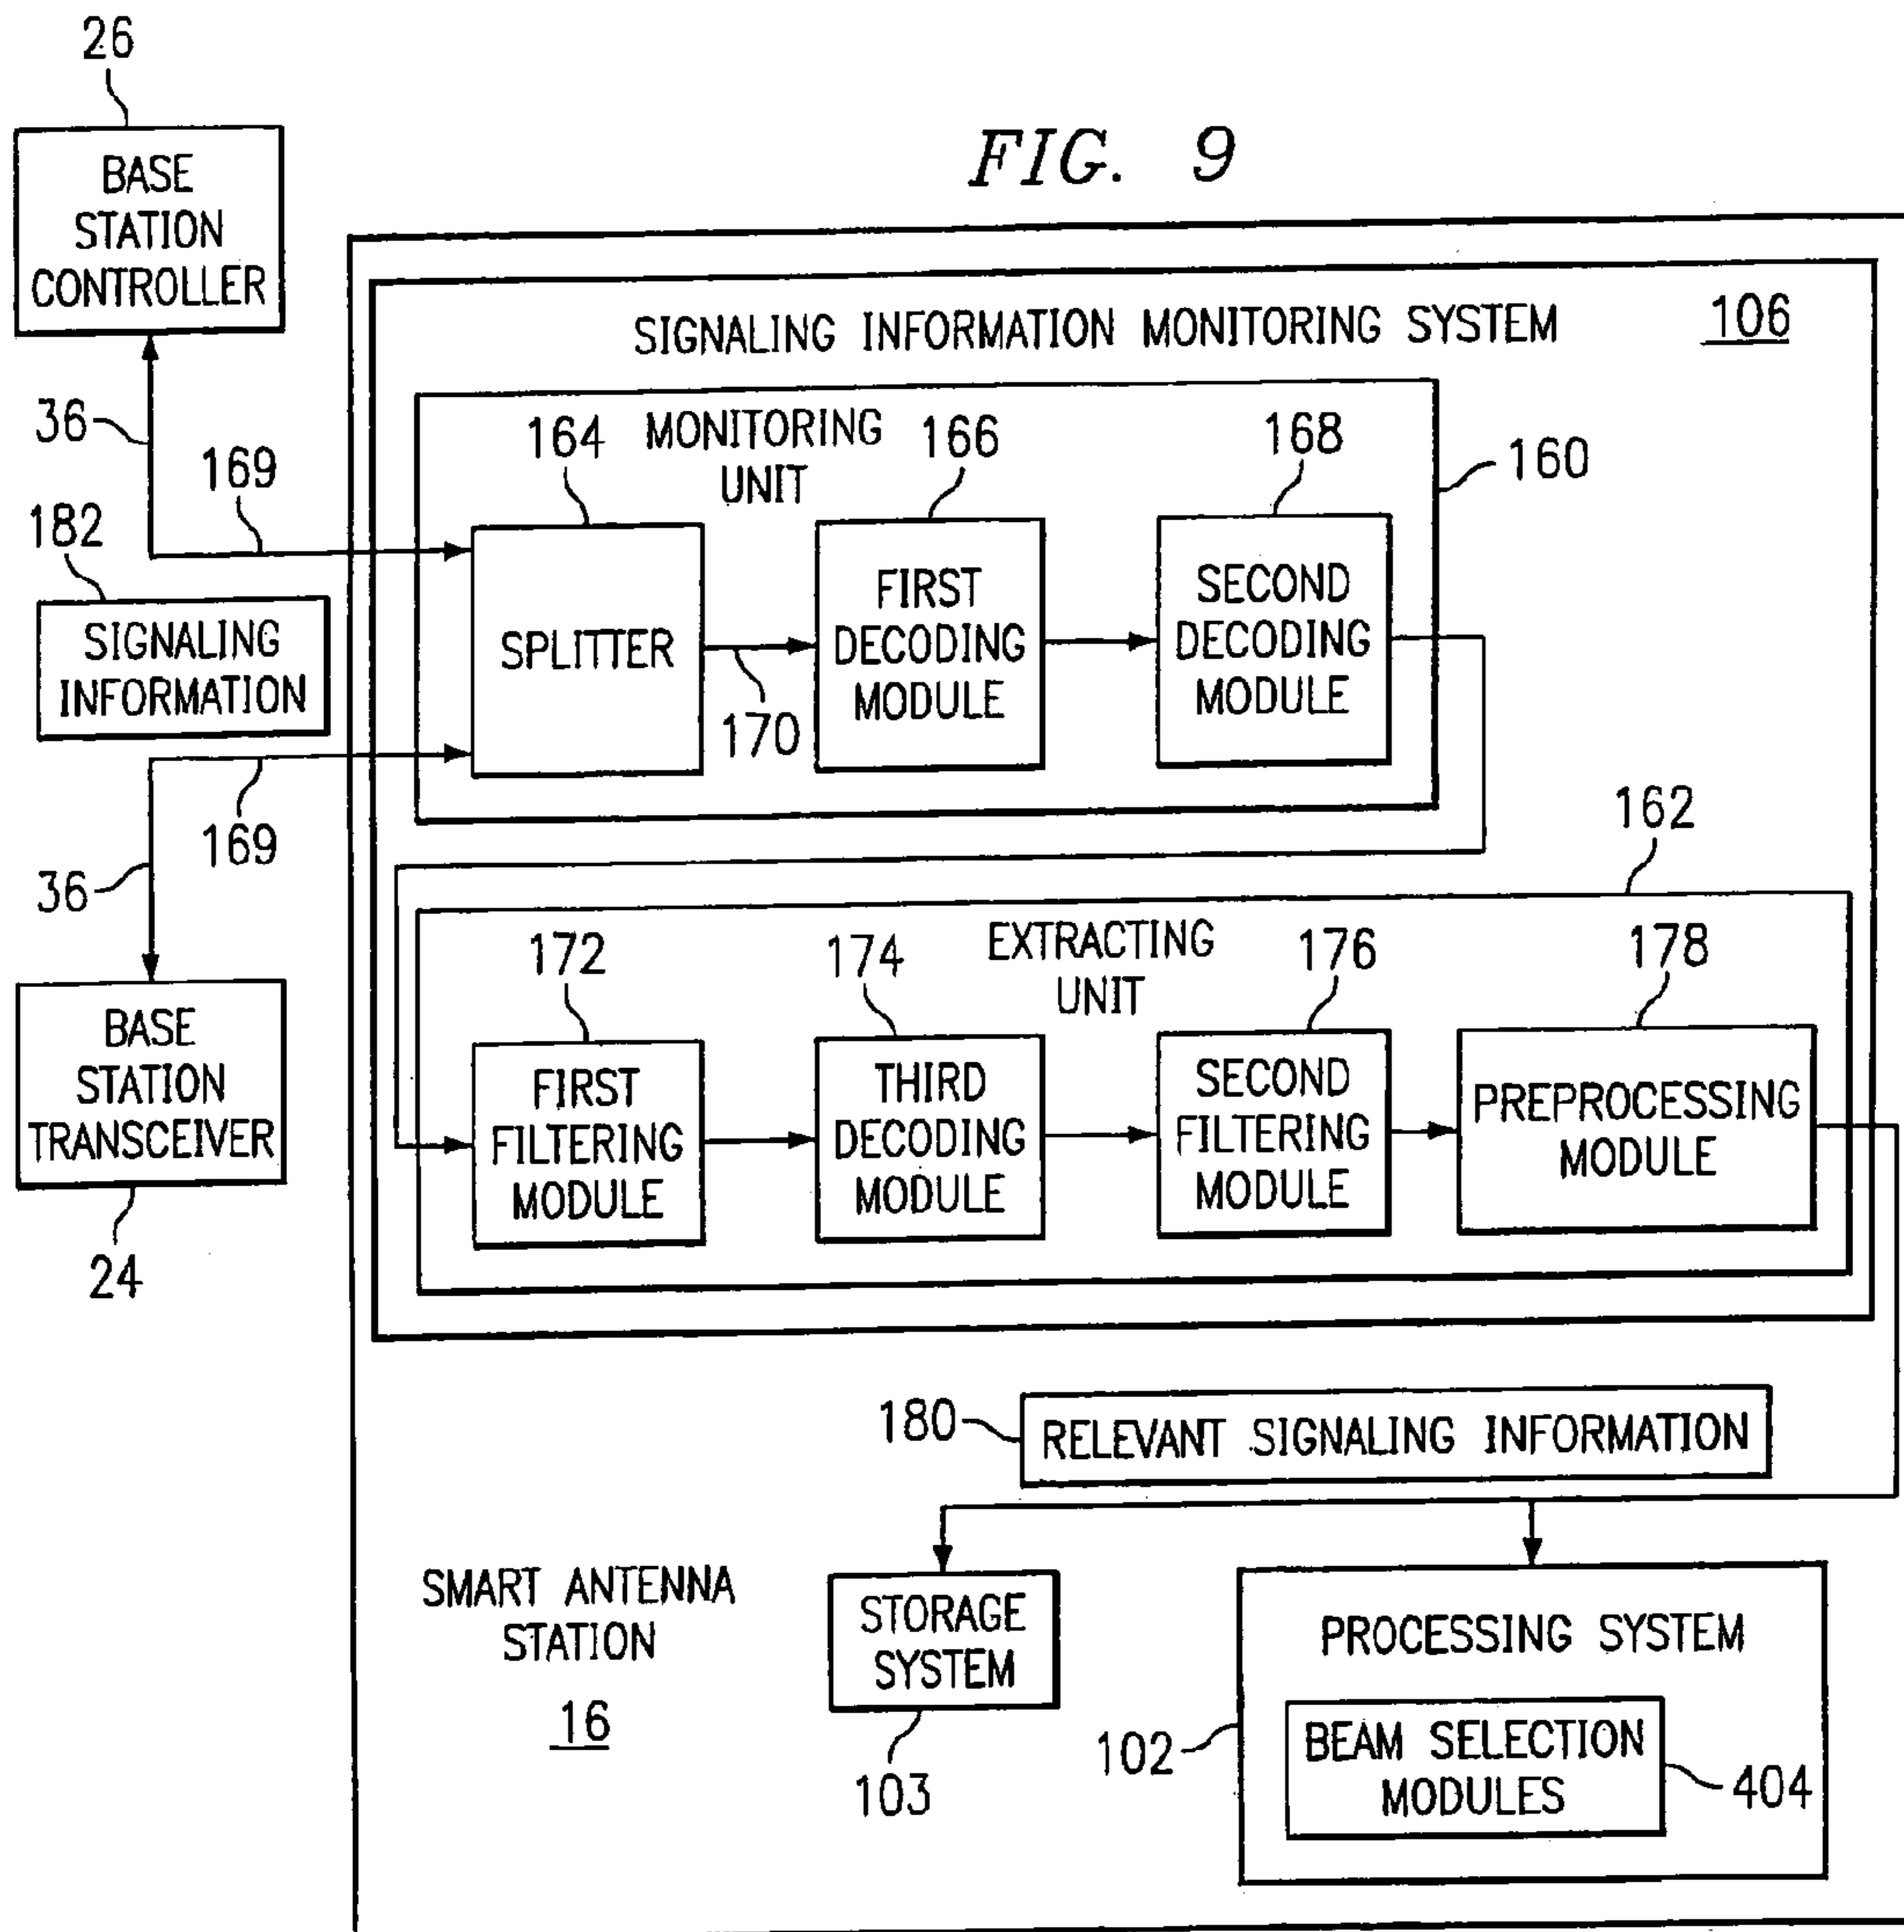 FIG. 9
26
BASE
STATION
CONTROLLER
36
169
182
SIGNALING
INFORMATION
169
36
BASE
STATION
TRANSCEIVER
24
SIGNALING INFORMATION MONITORING SYSTEM
106
MONITORING
UNIT
160
164
SPLITTER
170
166
FIRST
DECODING
MODULE
168
SECOND
DECODING
MODULE
162
EXTRACTING
UNIT
172
FIRST
FILTERING
MODULE
174
THIRD
DECODING
MODULE
176
SECOND
FILTERING
MODULE
178
PREPROCESSING
MODULE
180
RELEVANT SIGNALING INFORMATION
SMART ANTENNA
STATION
16
STORAGE
SYSTEM
103
PROCESSING SYSTEM
102
BEAM SELECTION
MODULES
404